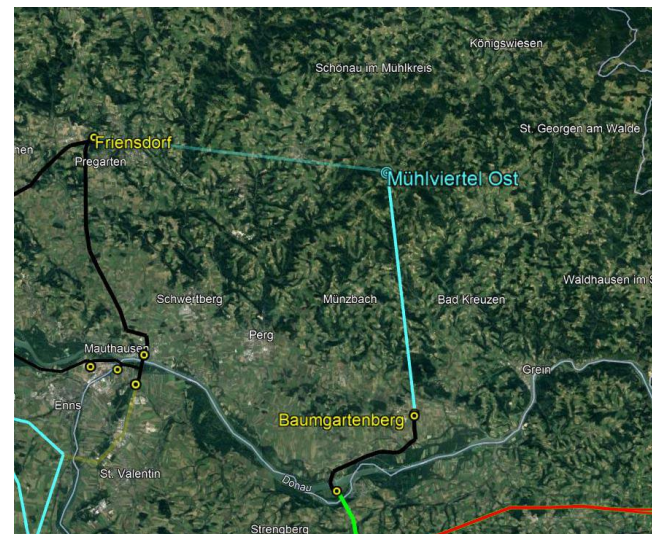 Königswiesen
Schönau im Mühlkreis
St. Georgen am Walde
hen
Friensdorf
Pregarten
Mühlviertel Ost
Waldhausen im S
Schwertberg
Münzbach
Bad Kreuzen
Perg
Mauthausen
Grein
Enns
Baumgartenberg
St. Valentin
Donau
Strengberg